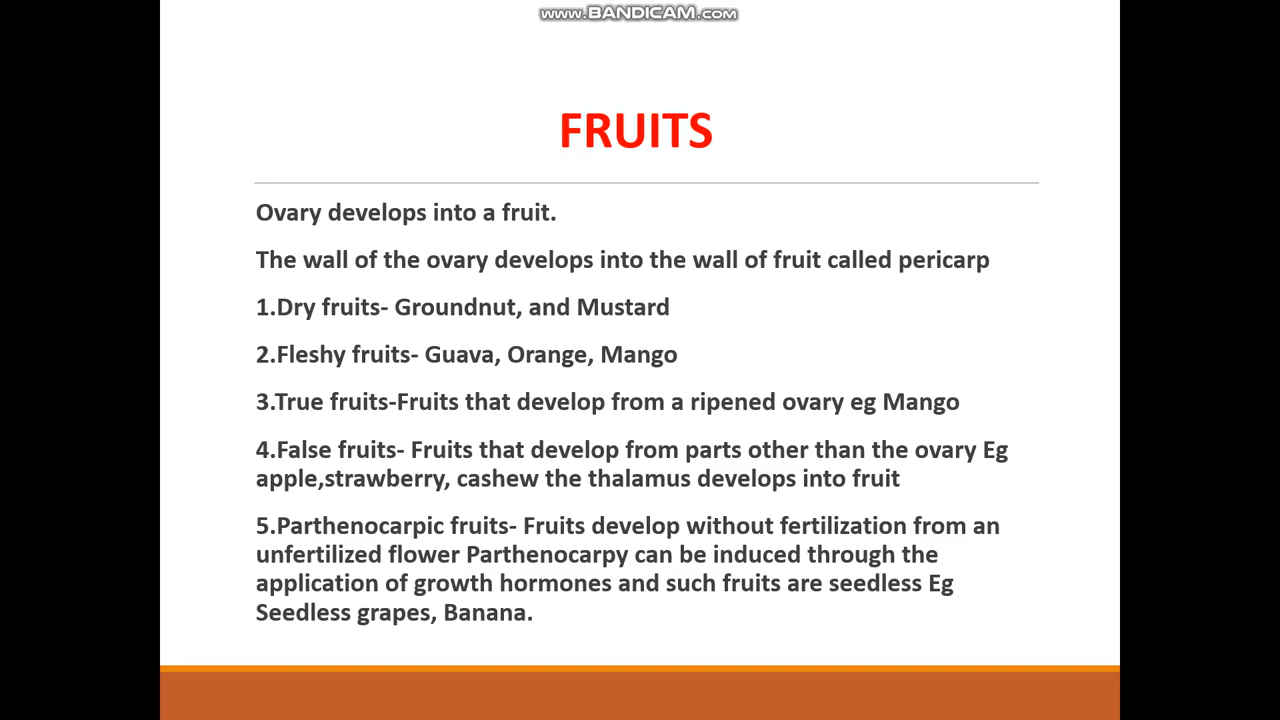 www.BANDICAM.com
FRUITS
Ovary develops into a fruit.
The wall of the ovary develops into the wall of fruit called pericarp
1.Dry fruits- Groundnut, and Mustard
2.Fleshy fruits- Guava, Orange, Mango
3.True fruits-Fruits that develop from a ripened ovary eg Mango
4.False fruits- Fruits that develop from parts other than the ovary Eg
apple,strawberry, cashew the thalamus develops into fruit
5.Parthenocarpic fruits- Fruits develop without fertilization from an
unfertilized flower Parthenocarpy can be induced through the
application of growth hormones and such fruits are seedless Eg
Seedless grapes, Banana.